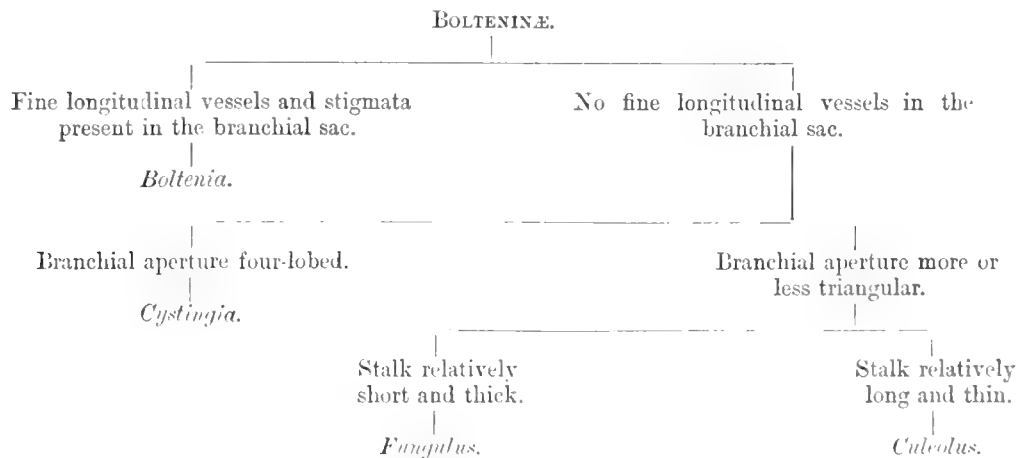 BOLTENINÆ.
Fine longitudinal vessels and stigmata
present in the branchial sac.
Boltenia.
No fine longitudinal vessels in the
branchial sac.
Branchial aperture four-lobed.
Cystingia.
Branchial aperture more or
less triangular.
Stalk relatively
short and thick.
Fungulus.
Stalk relatively
long and thin.
Culeolus.